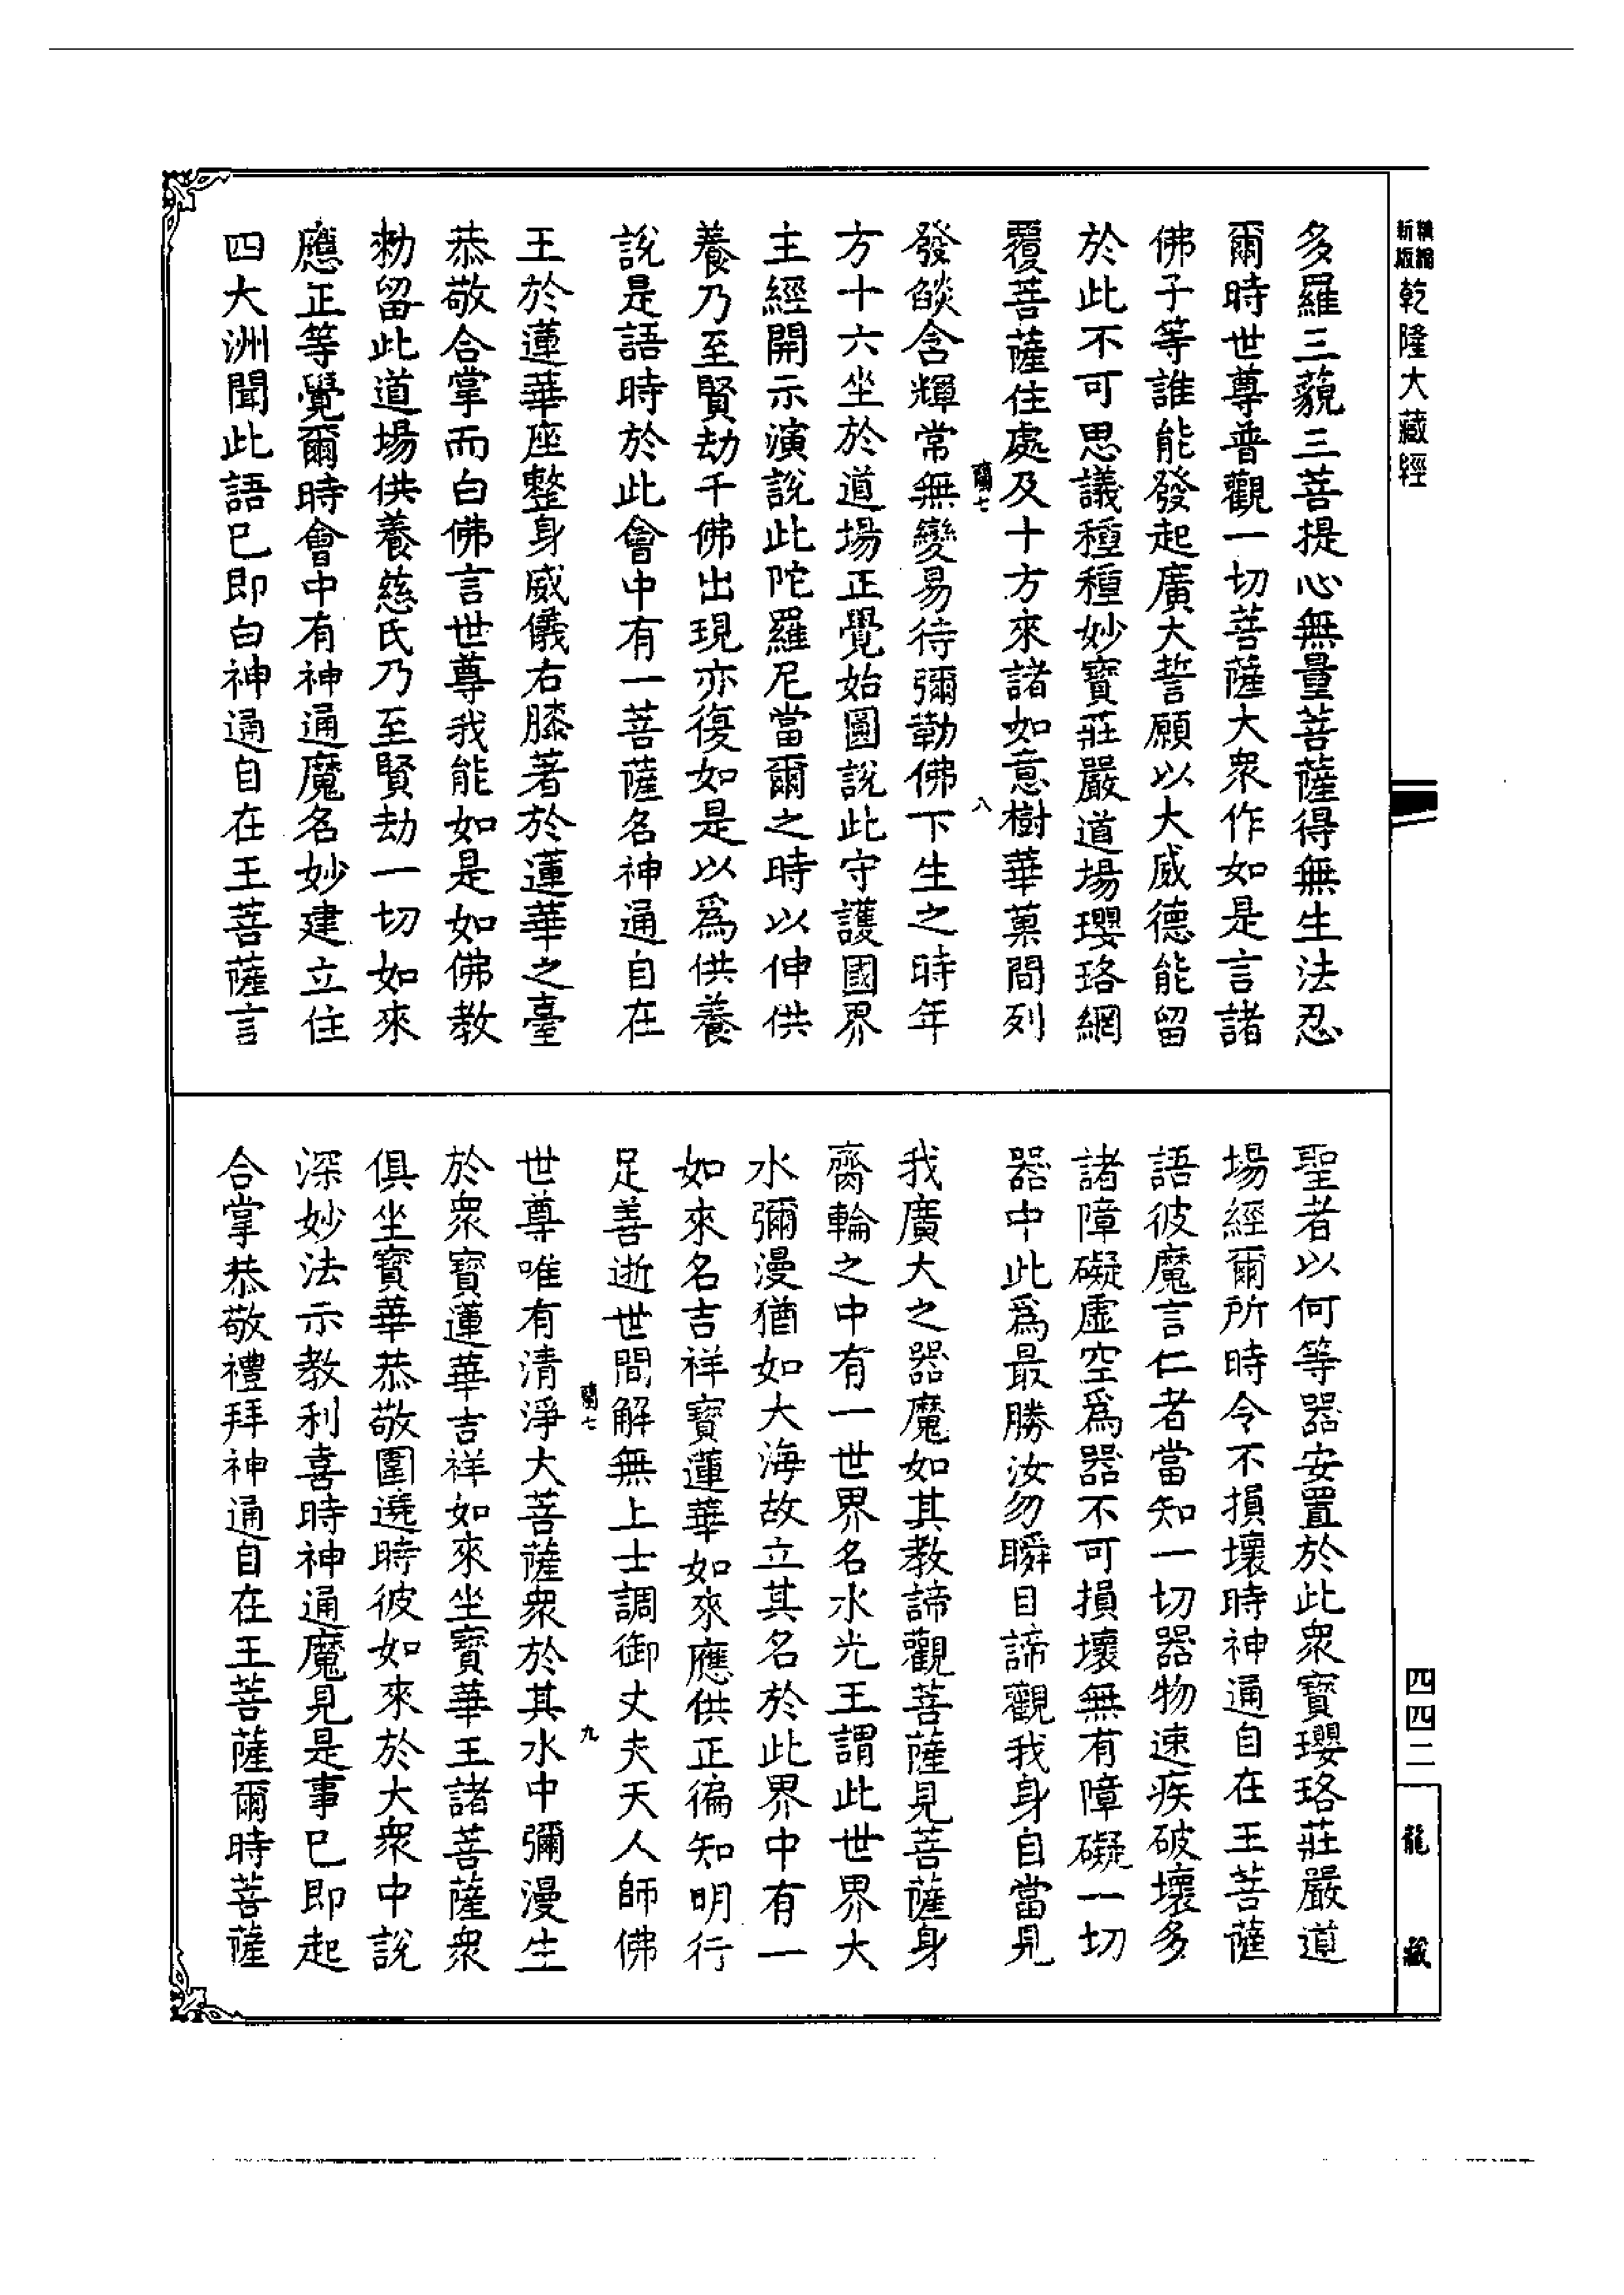 新編
縮版
乾隆大藏經
多羅三藐三菩提心無量菩薩得無生法忍
爾時世尊普觀一切菩薩大衆作如是言諸
佛子等誰能發起廣大誓願以大威德能留
於此不可思議種種妙寶莊嚴道場瓔珞網
覆菩薩住處及十方來諸如意樹華菓間列
蘭七
八
發燄含輝常無變易待彌勒佛下生之時年
方十六坐於道場正覺始圓說此守護國界
主經開示演說此陀羅尼當爾之時以伸供
養乃至賢劫千佛出現亦復如是以爲供養
說是語時於此會中有一菩薩名神通自在
王於蓮華座整身威儀右膝著於蓮華之臺
恭敬合掌而白佛言世尊我能如是如佛教
勑留此道場供養慈氏乃至賢劫一切如來
應正等覺爾時會中有神通魔名妙建立住
四大洲聞此語已即白神通自在王菩薩言
聖者以何等器安置於此衆寶瓔珞莊嚴道
場經爾所時令不損壞時神通自在王菩薩
語彼魔言仁者當知一切器物速疾破壞多
諸障礙虛空爲器不可損壞無有障礙一切
器中此爲最勝汝勿瞬目諦觀我身自當見
我廣大之器魔如其教諦觀菩薩見菩薩身
齎輪之中有一世界名水光王謂此世界大
水彌漫猶如大海故立其名於此界中有一
如來名吉祥寶蓮華如來應供正徧知明行
足善逝世間解無上士調御丈夫天人師佛
蘭七
九
世尊唯有清淨大菩薩衆於其水中彌漫生
於衆寶蓮華吉祥如來坐寶華王諸菩薩衆
俱坐寶華恭敬圍遶時彼如來於大衆中說
深妙法示教利喜時神通魔見是事已即起
合掌恭敬禮拜神通自在王菩薩爾時菩薩
四四二
龍藏